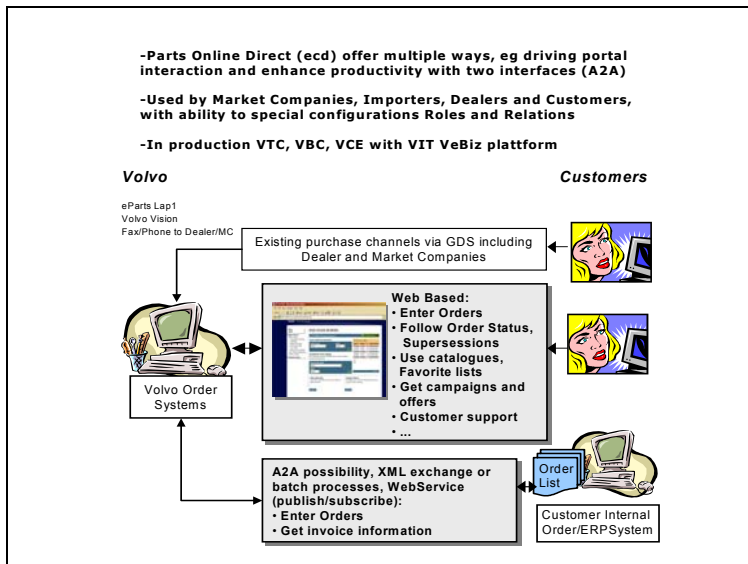 -Parts Online Direct (ecd) offer multiple ways, eg driving portal
interaction and enhance productivity with two interfaces (A2A)
-Used by Market Companies, Importers, Dealers and Customers,
with ability to special configurations Roles and Relations
-In production VTC, VBC, VCE with VIT VeBiz plattform
Volvo
Customers
eParts Lap1
Volvo Vision
Fax/Phone to Dealer/MC
Existing purchase channels via GDS including
Dealer and Market Companies
Web Based:
• Enter Orders
• Follow Order Status,
Supersessions
• Use catalogues,
Favorite lists
• Get campaigns and
offers
• Customer support
• ...
Volvo Order
Systems
A2A possibility, XML exchange or
batch processes, WebService
(publish/subscribe):
• Enter Orders
• Get invoice information
Order
List
Customer Internal
Order/ERPSystem